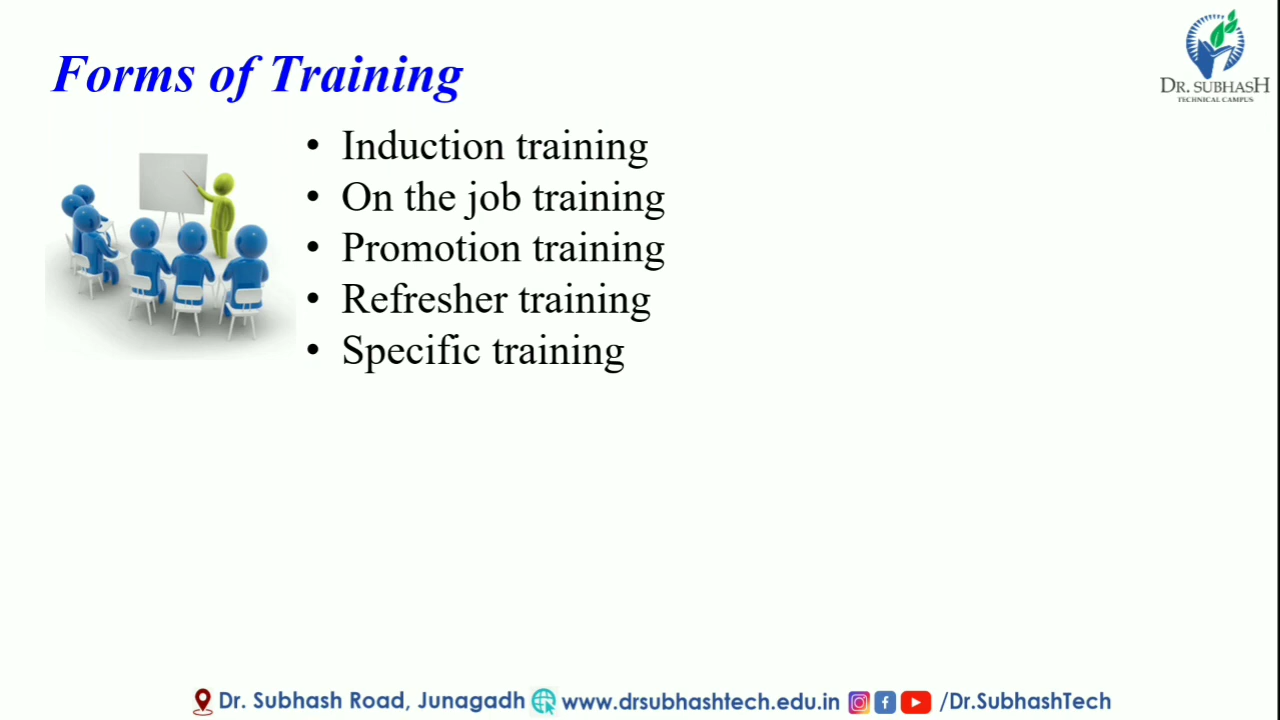 Forms of Training
DR. SUBHASH
TECHNICAL CAMPUS
• Induction training
• On the job training
• Promotion training
• Refresher training
• Specific training
Dr. Subhash Road, Junagadh www.drsubhashtech.edu.in /Dr.SubhashTech